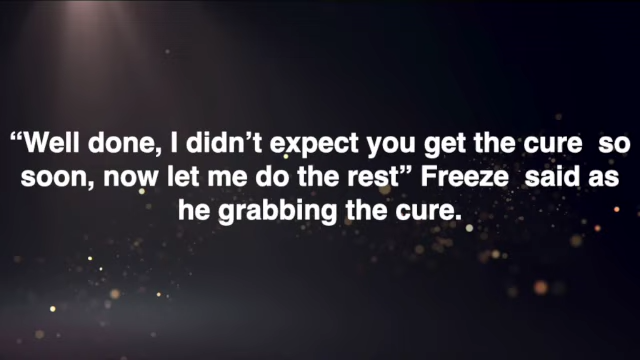 “Well done, I didn’t expect you get the cure  so
soon, now let me do the rest” Freeze  said as
he grabbing the cure.